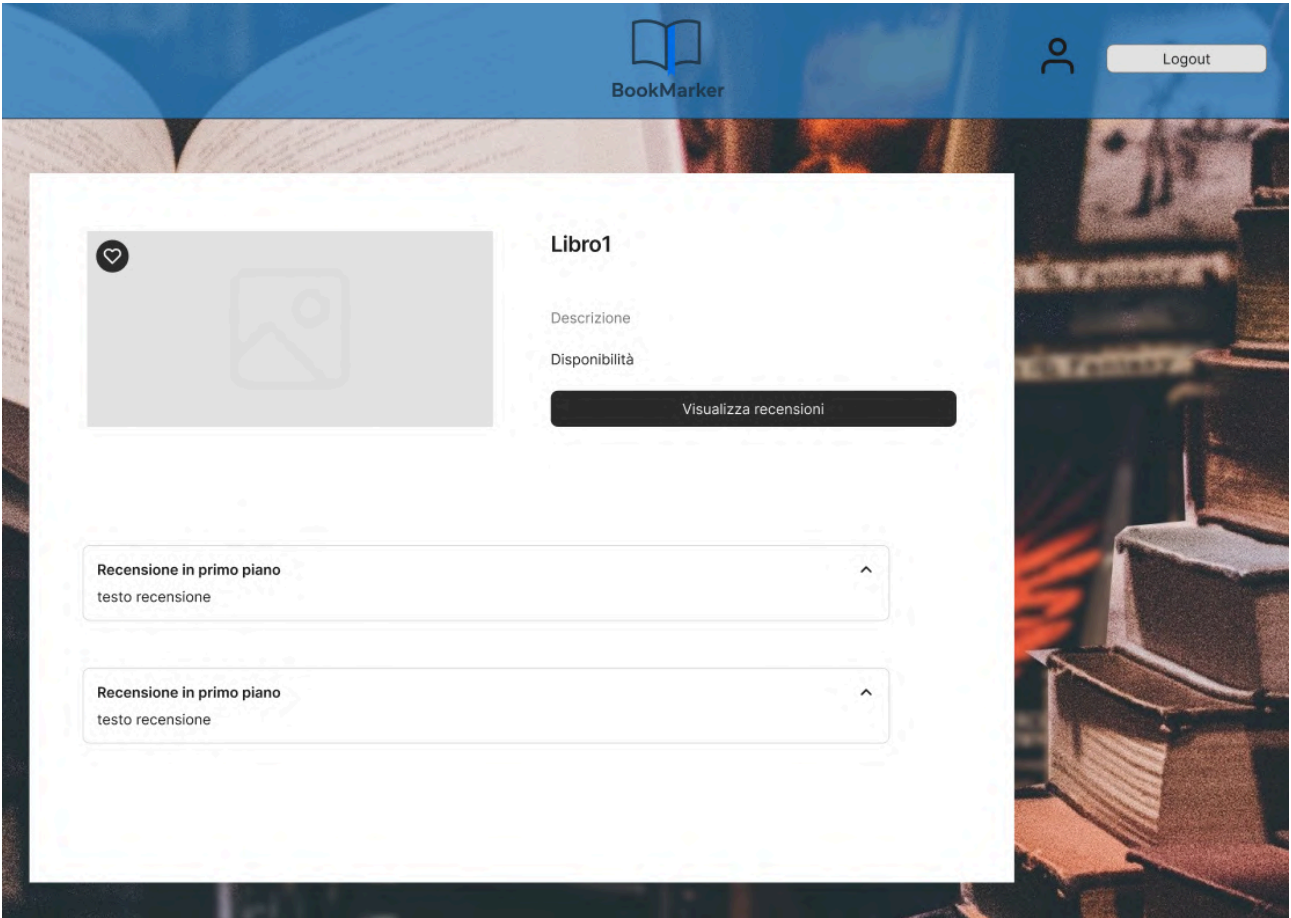 BookMarker
Logout
Libro1
Descrizione
Disponibilità
Visualizza recensioni
Recensione in primo piano
testo recensione
Recensione in primo piano
testo recensione